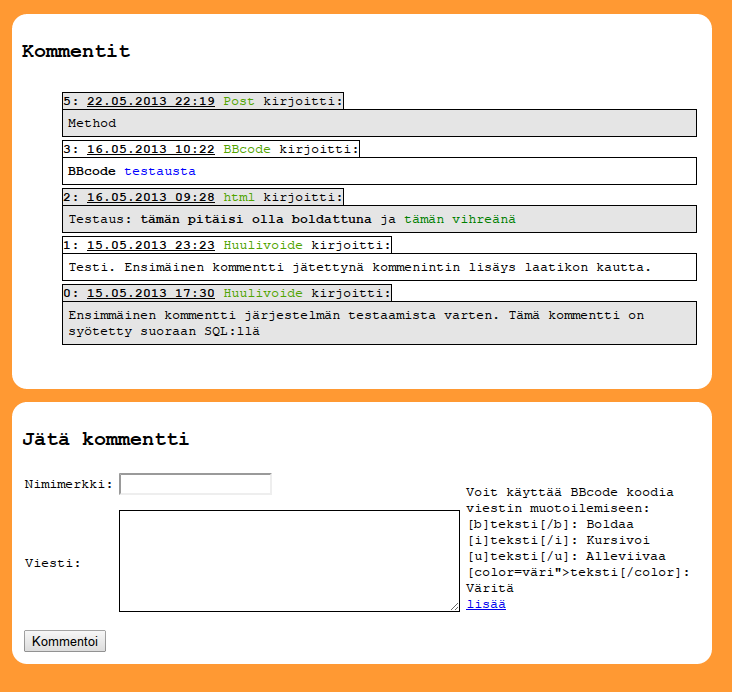 Kommentit
5: 22.05.2013 22:19 Post kirjoitti:
Method
3: 16.05.2013 10:22 BBcode kirjoitti:
BBcode testausta
2: 16.05.2013 09:28 html kirjoitti:
Testaus: tämän pitäisi olla boldattuna ja tämän vihreänä
1: 15.05.2013 23:23 Huulivoide kirjoitti:
Testi. Ensimäinen kommentti jätettynä kommenintin lisäys laatikon kautta.
0: 15.05.2013 17:30 Huulivoide kirjoitti:
Ensimmäinen kommentti järjestelmän testaamista varten. Tämä kommentti on
syötetty suoraan SQL:llä
Jätä kommentti
Nimimerkki:
Viesti:
Voit käyttää BBcode koodia
viestin muotoilemiseen:
[b]teksti[/b]: Boldaa
[i]teksti[/i]: Kursivoi
[u]teksti[/u]: Alleviivaa
[color=väri">teksti[/color]:
Väritä
lisää
Kommentoi